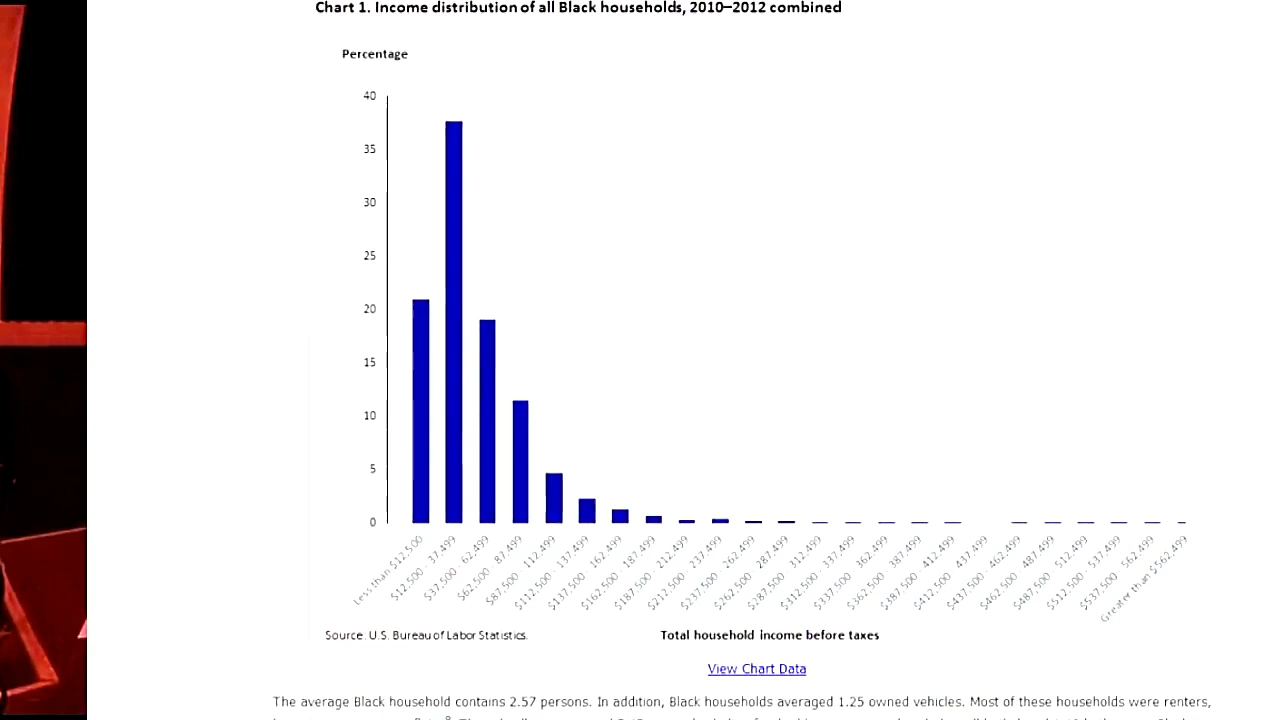 Chart 1. Income distribution of all Black households, 2010–2012 combined
Percentage
40
35
30
25
20
15
10
5
0
Less than $12,5.00
$12,500 - 37,499
$37,500 - 62,499
$62,500 - 87,499
$87,500 - 112,499
$112,500 - 137,499
$137,500 - 162,499
$162,500 - 187,499
$187,500 - 212,499
$212,500 - 237,499
$237,500 - 262,499
$262,500 - 287,499
$287,500 - 312,499
$312,500 - 337,499
$337,500 - 362,499
$362,500 - 387,499
$387,500 - 412,499
$412,500 - 437,499
$437,500 - 462,499
$462,500 - 487,499
$487,500 - 512,499
$512,500 - 537,499
$537,500 - 562,499
Greater than $562,499
Source. U.S. Bureau of Labor Statistics.
Total household income before taxes
View Chart Data
The average Black household contains 2.57 persons. In addition, Black households averaged 1.25 owned vehicles. Most of these households were renters,